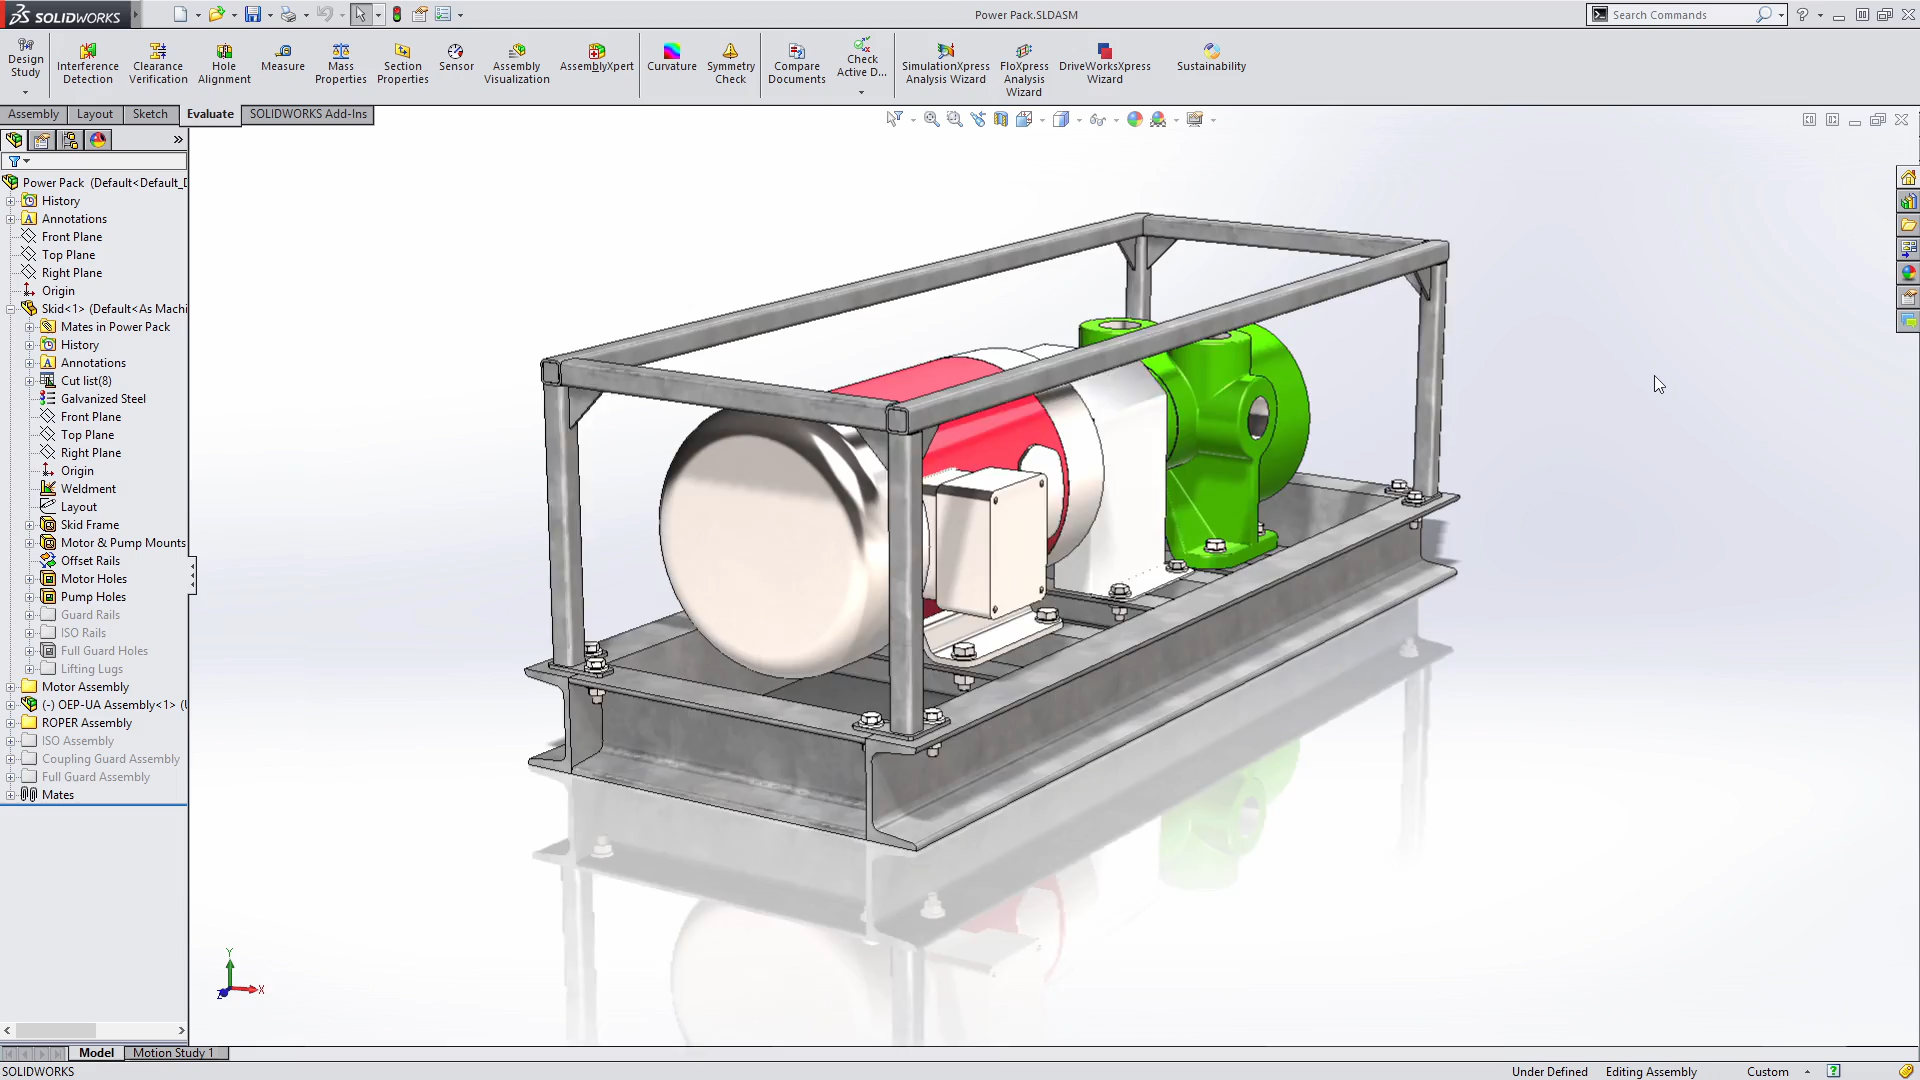 SOLIDWORKS
Power Pack.SLDASM
Search Commands
Design Study
Interference Detection
Clearance Verification
Hole Alignment
Measure
Mass Properties
Section Properties
Sensor
Assembly Visualization
AssemblyXpert
Curvature
Symmetry Check
Compare Documents
Check Active D...
SimulationXpress Analysis Wizard
FloXpress Analysis Wizard
DriveWorksXpress Wizard
Sustainability
Assembly
Layout
Sketch
Evaluate
SOLIDWORKS Add-Ins
Power Pack (Default<Default_D
History
Annotations
Front Plane
Top Plane
Right Plane
Origin
Skid<1> (Default<As Machi
Mates in Power Pack
History
Annotations
Cut list(8)
Galvanized Steel
Front Plane
Top Plane
Right Plane
Origin
Weldment
Layout
Skid Frame
Motor & Pump Mounts
Offset Rails
Motor Holes
Pump Holes
Guard Rails
ISO Rails
Full Guard Holes
Lifting Lugs
Motor Assembly
(-) OEP-UA Assembly<1> (
ROPER Assembly
ISO Assembly
Coupling Guard Assembly
Full Guard Assembly
Mates
Y
X
Z
Model
Motion Study 1
SOLIDWORKS
Under Defined
Editing Assembly
Custom